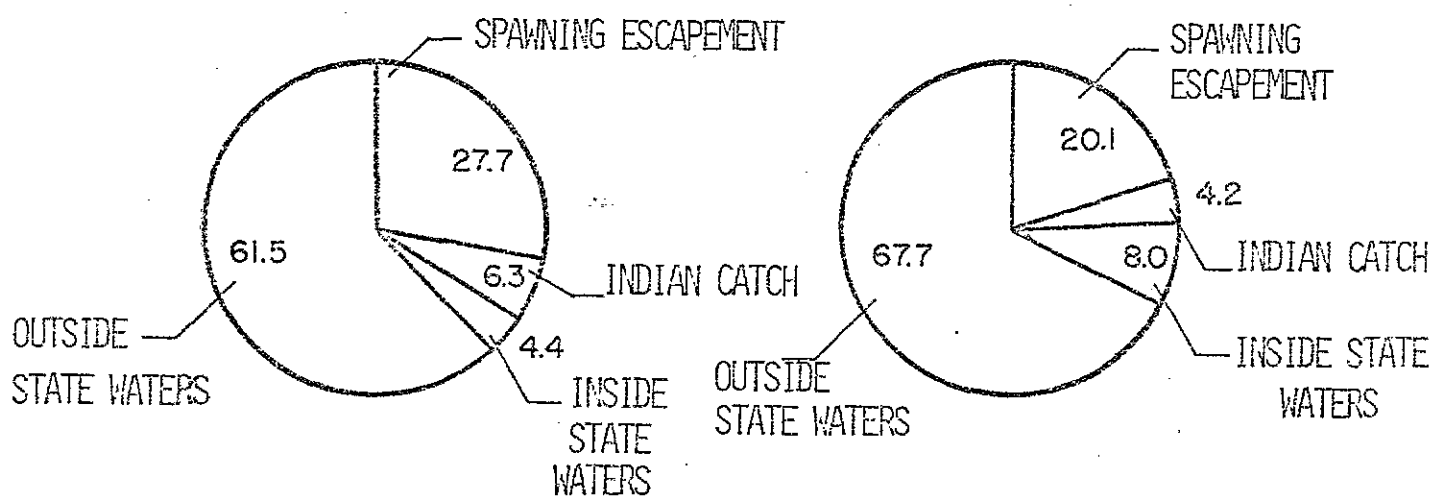 SPAWNING ESCAPEMENT
27.7
61.5
6.3
INDIAN CATCH
4.4
OUTSIDE
STATE WATERS
INSIDE
STATE
WATERS
SPAWNING
ESCAPEMENT
20.1
4.2
67.7
8.0
INDIAN CATCH
INSIDE STATE
WATERS
OUTSIDE
STATE WATERS